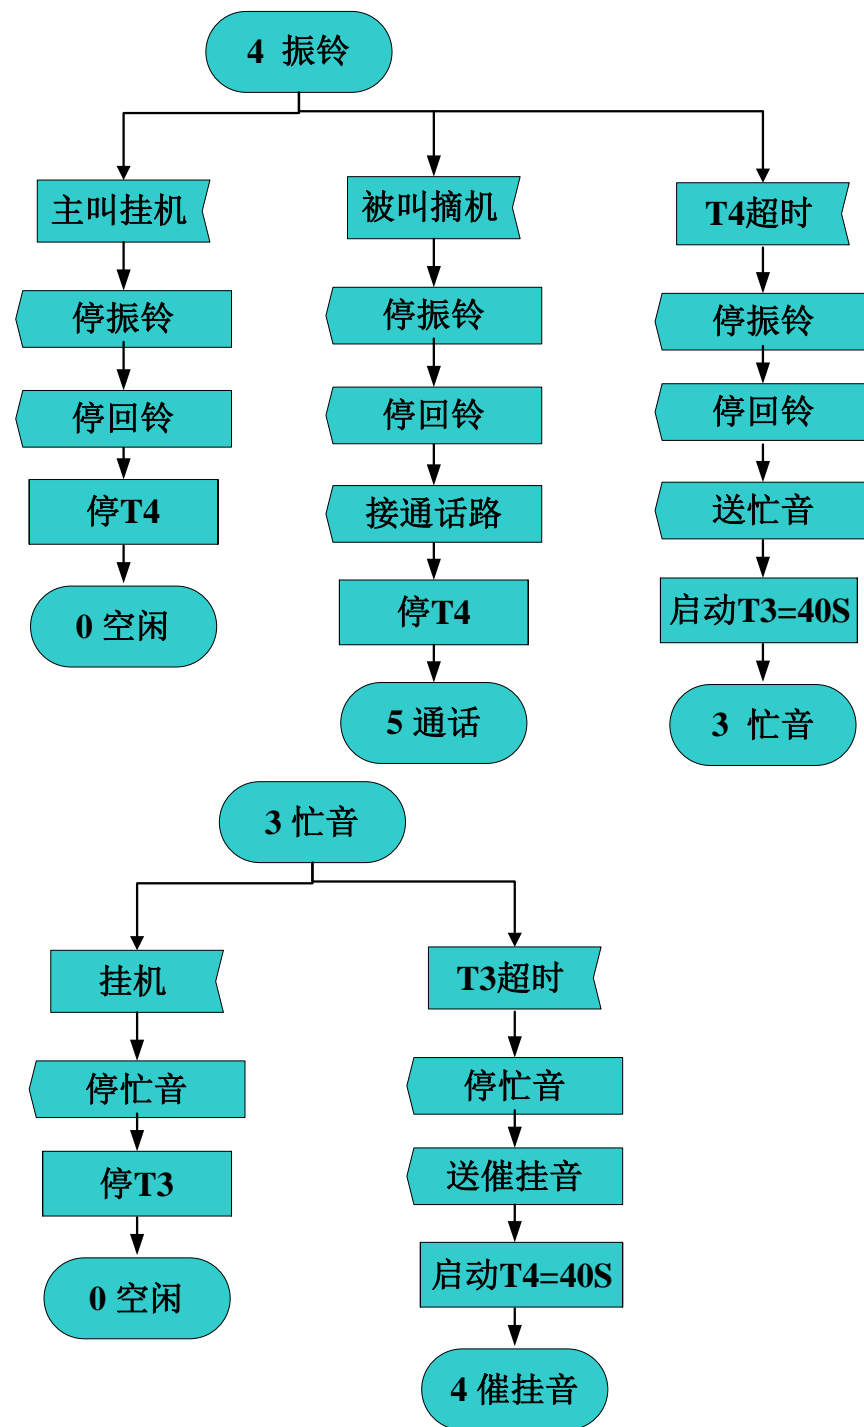 4 振铃
主叫挂机
停振铃
停回铃
停T4
0 空闲
被叫摘机
停振铃
停回铃
接通话路
停T4
5 通话
T4超时
停振铃
停回铃
送忙音
启动T3=40S
3 忙音
3 忙音
挂机
停忙音
停T3
0 空闲
T3超时
停忙音
送催挂音
启动T4=40S
4 催挂音